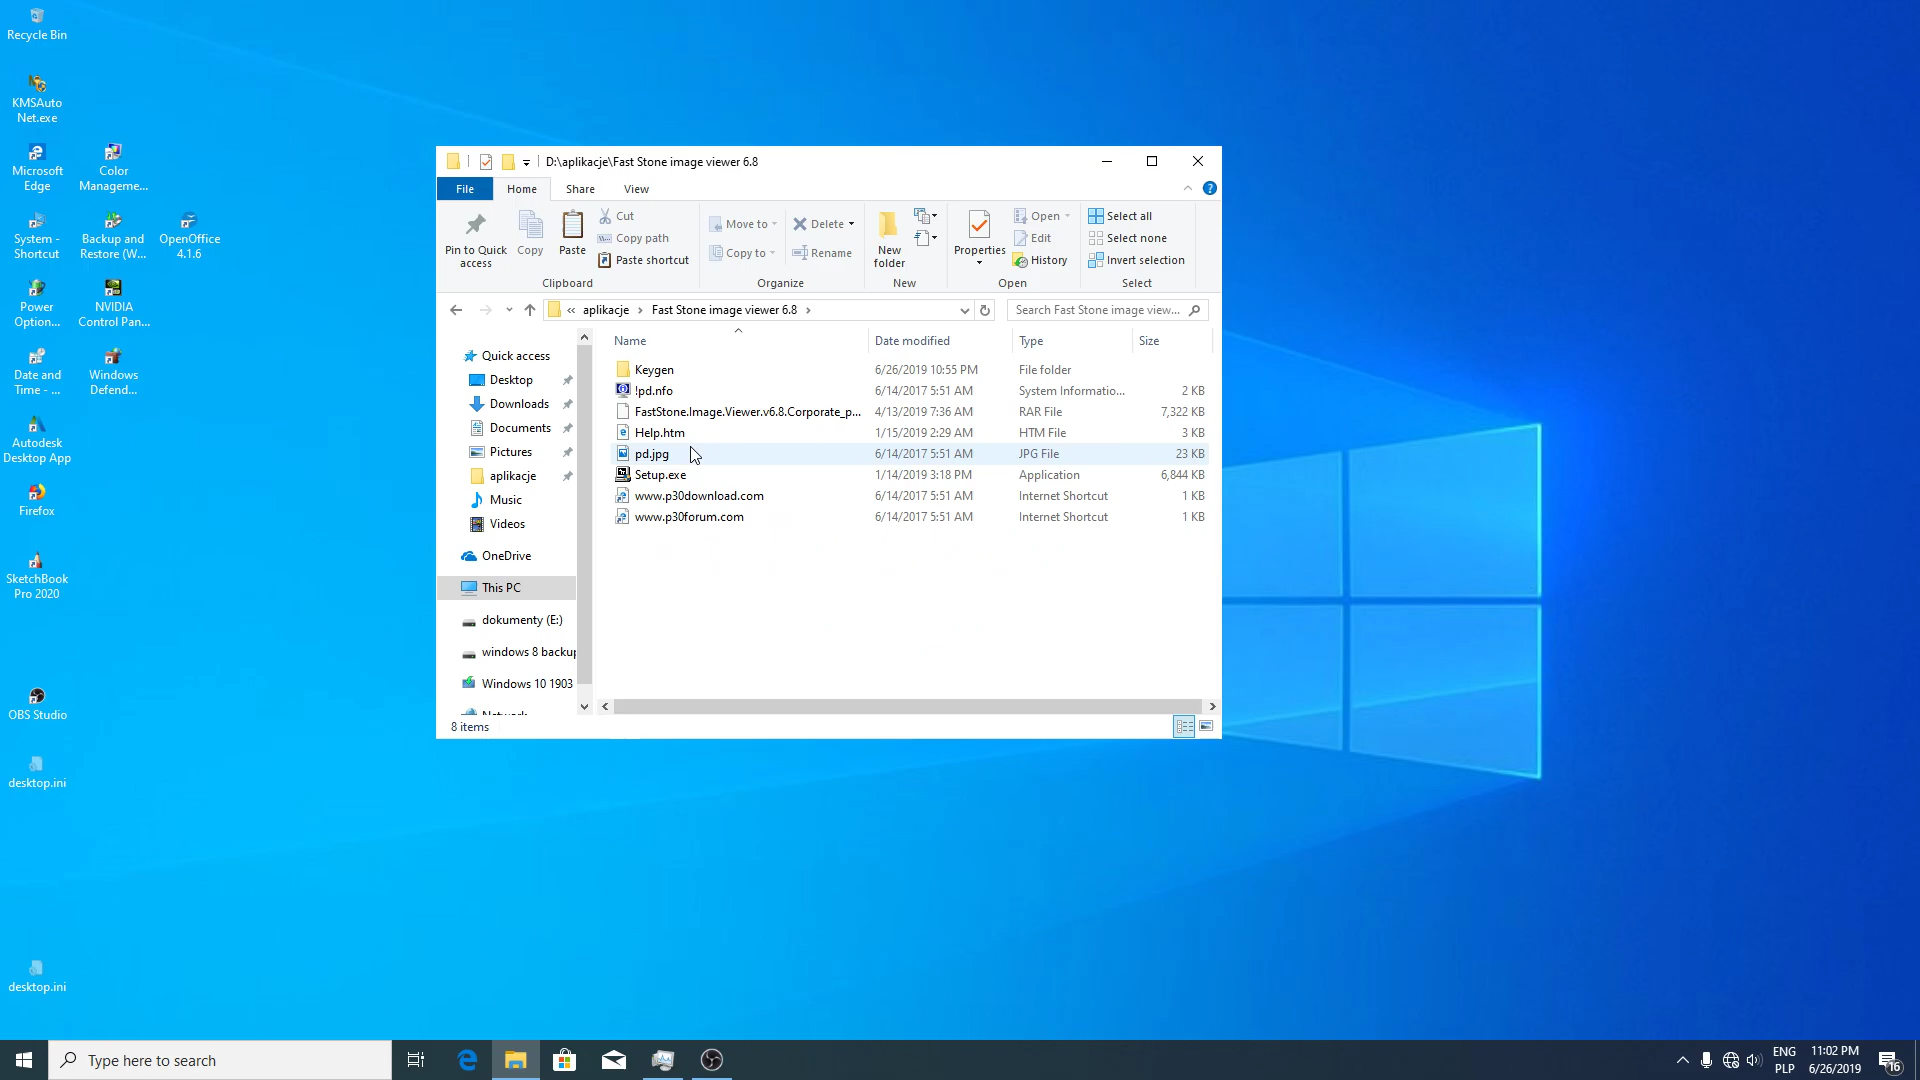 Recycle Bin
KMSAuto
Net.exe
Microsoft
Edge
Color
Manageme...
System -
Shortcut
Backup and
Restore (W...
OpenOffice
4.1.6
Power
Option...
NVIDIA
Control Pan...
Date and
Time - ...
Windows
Defend...
Autodesk
Desktop App
Firefox
SketchBook
Pro 2020
OBS Studio
desktop.ini
desktop.ini
D:\aplikacje\Fast Stone image viewer 6.8
File
Home
Share
View
Pin to Quick
access
Copy
Paste
Cut
Copy path
Paste shortcut
Clipboard
Move to
Copy to
Delete
Rename
Organize
New
folder
New
Properties
Open
Edit
History
Open
Select all
Select none
Invert selection
Select
« aplikacje > Fast Stone image viewer 6.8 >
Search Fast Stone image view...
Quick access
Desktop
Downloads
Documents
Pictures
aplikacje
Music
Videos
OneDrive
This PC
dokumenty (E:)
windows 8 backup
Windows 10 1903
Name Date modified Type Size
Keygen 6/26/2019 10:55 PM File folder
!pd.nfo 6/14/2017 5:51 AM System Informatio... 2 KB
FastStone.Image.Viewer.v6.8.Corporate_p... 4/13/2019 7:36 AM RAR File 7,322 KB
Help.htm 1/15/2019 2:29 AM HTM File 3 KB
pd.jpg 6/14/2017 5:51 AM JPG File 23 KB
Setup.exe 1/14/2019 3:18 PM Application 6,844 KB
www.p30download.com 6/14/2017 5:51 AM Internet Shortcut 1 KB
www.p30forum.com 6/14/2017 5:51 AM Internet Shortcut 1 KB
8 items
Type here to search
ENG
PLP
11:02 PM
6/26/2019
16